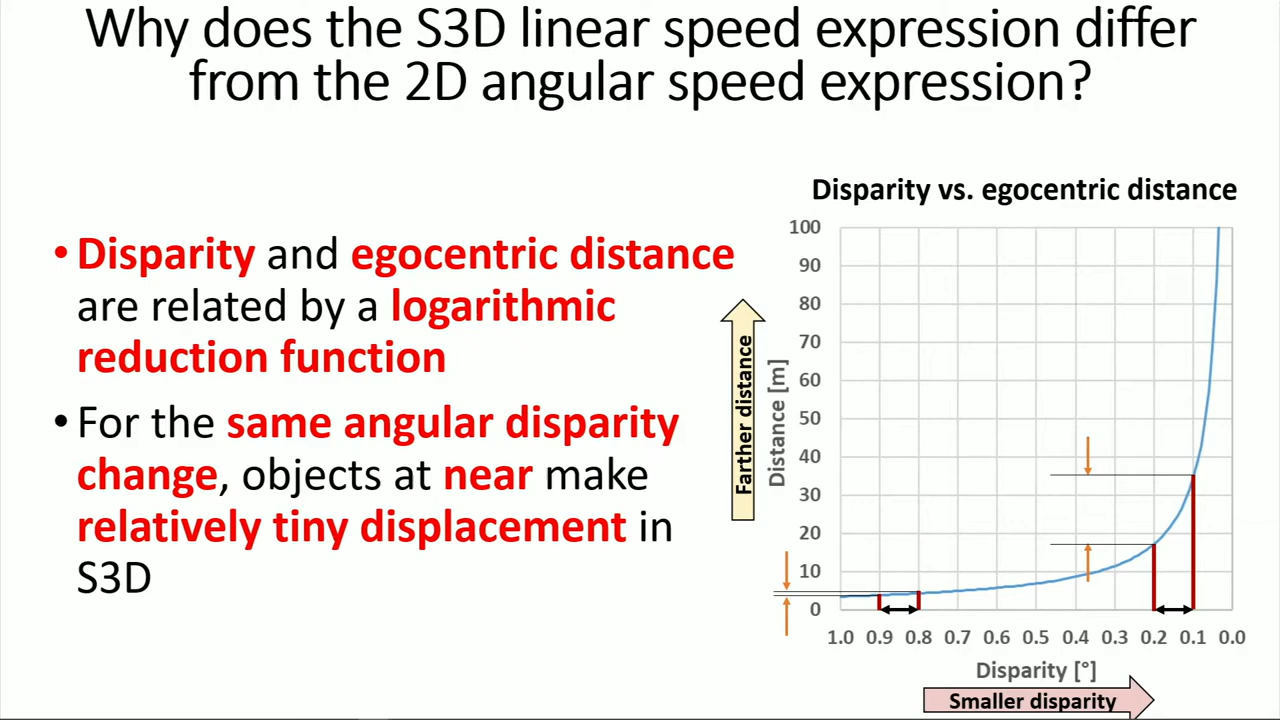 Why does the S3D linear speed expression differ
from the 2D angular speed expression?
•Disparity and egocentric distance
are related by a logarithmic
reduction function
•For the same angular disparity
change, objects at near make
relatively tiny displacement in
S3D
Disparity vs. egocentric distance
Farther distance
Distance [m]
100
90
80
70
60
50
40
30
20
10
0
1.0 0.9 0.8 0.7 0.6 0.5 0.4 0.3 0.2 0.1 0.0
Disparity [°]
Smaller disparity